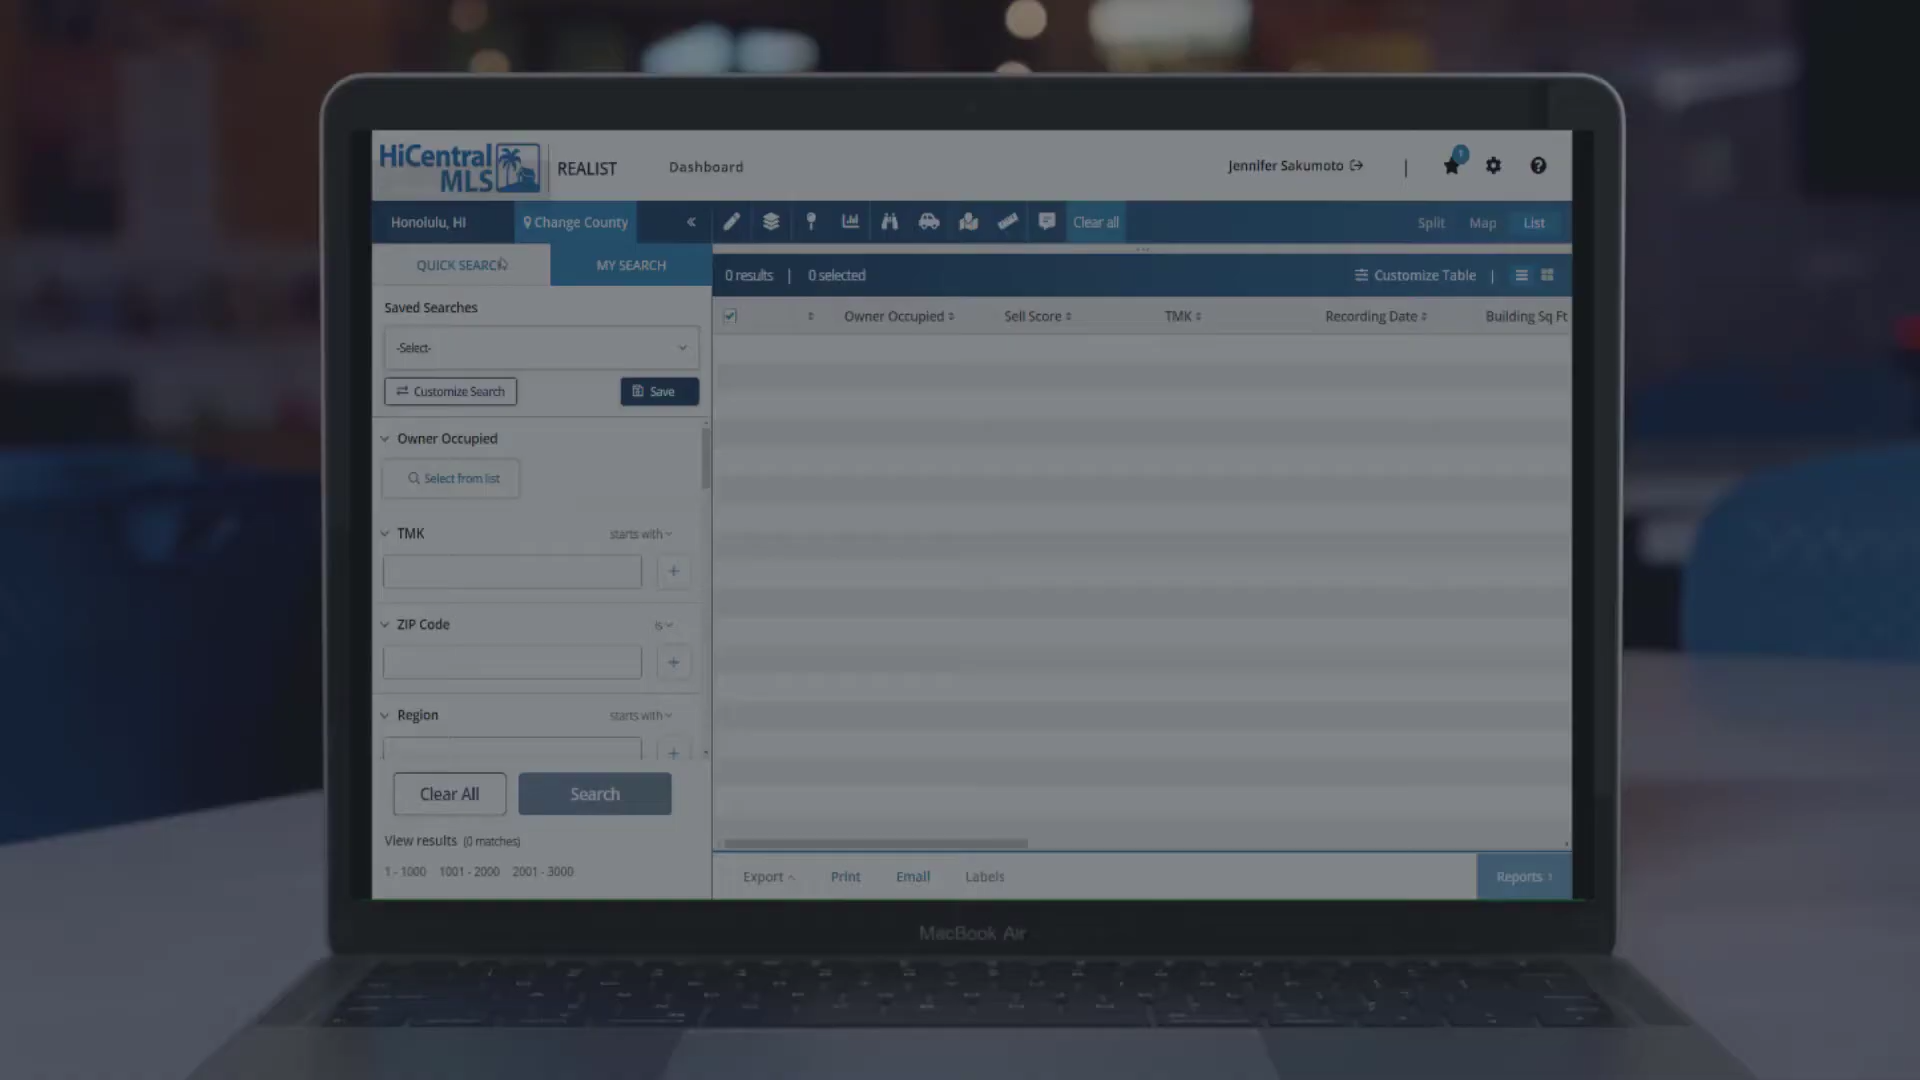 HiCentral
MLS
REALIST
Dashboard
Jennifer Sakumoto
1
Honolulu, HI
Change County
Clear all
Split
Map
List
QUICK SEARCH
MY SEARCH
0 results | 0 selected
Customize Table |
Saved Searches
-Select-
Customize Search
Save
Owner Occupied
Sell Score
TMK
Recording Date
Building Sq Ft
Owner Occupied
Select from list
TMK
starts with
ZIP Code
is
Region
starts with
Clear All
Search
View results (0 matches)
1 - 1000 1001 - 2000 2001 - 3000
Export
Print
Email
Labels
Reports
MacBook Air